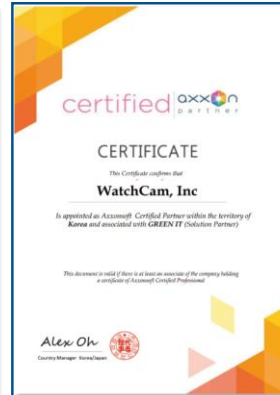 certified axxon
partner
CERTIFICATE
This Certificate confirms that
WatchCam, Inc
Is appointed as Axxonsoft Certified Partner within the territory of
Korea and associated with GREEN IT (Solution Partner)
This document is valid if there is at least an associate of the company holding
a certificate of Axxonsoft Certified Professional
Alex Oh
Country Manager Korea/Japan